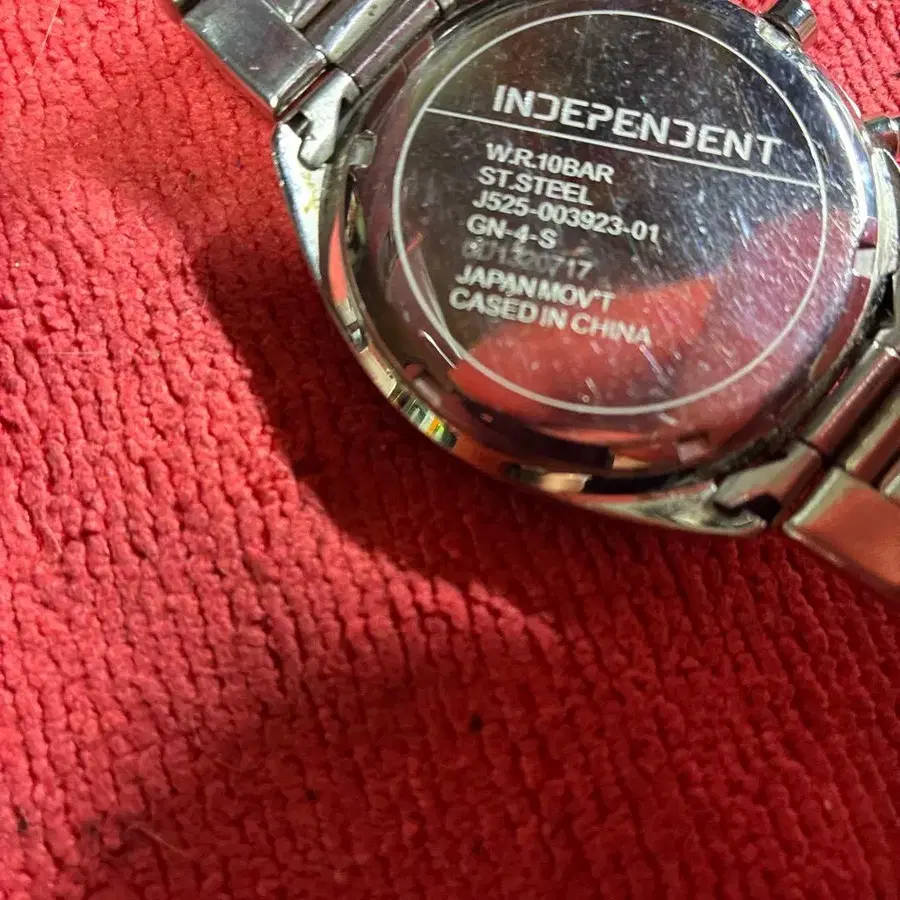 INDEPENDENT
W.R.10BAR
ST.STEEL
J525-003923-01
GN-4-S
JAPAN MOV'T
CASED IN CHINA